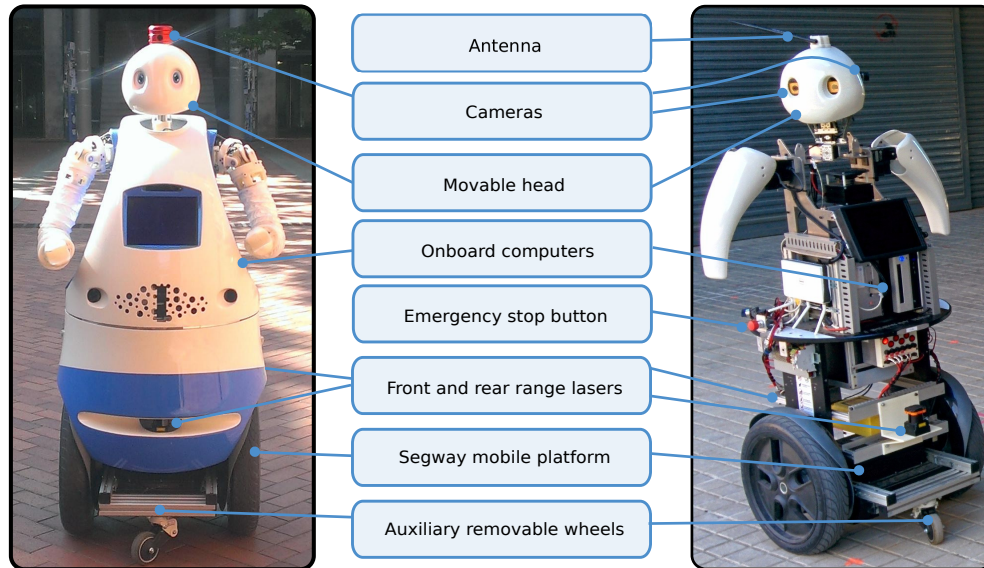 Antenna
Cameras
Movable head
Onboard computers
Emergency stop button
Front and rear range lasers
Segway mobile platform
Auxiliary removable wheels